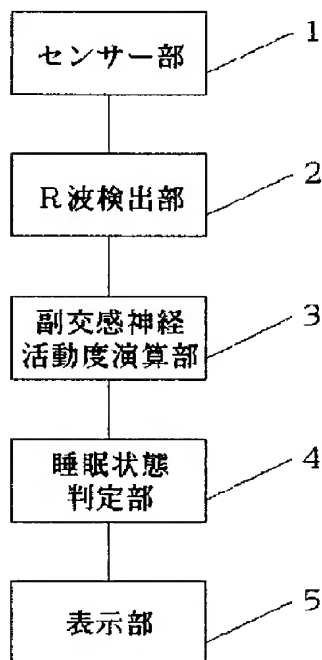 センサー部
1
R波検出部
2
副交感神経
活動度演算部
3
睡眠状態
判定部
4
表示部
5